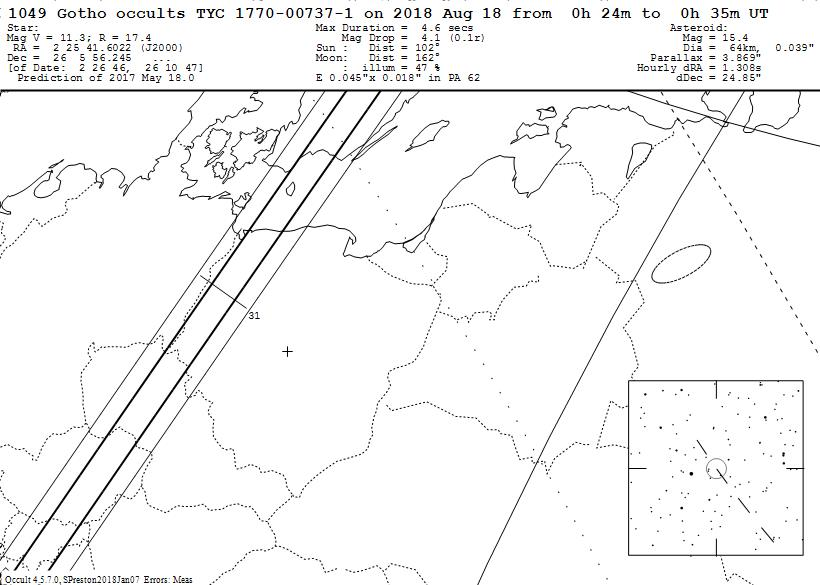 1049 Gotho occults TYC 1770-00737-1 on 2018 Aug 18 from 0h 24m to 0h 35m UT
Star: Max Duration = 4.6 secs Asteroid:
Mag V = 11.3; R = 17.4 Mag Drop = 4.1 (0.1r) Mag = 15.4
RA = 2 25 41.6022 (J2000) Sun : Dist = 102° Dia = 64km, 0.039"
Dec = 26 5 56.245 ... Moon: Dist = 162° Parallax = 3.869"
[of Date: 2 26 46, 26 10 47] : illum = 47 % Hourly dRA = 1.308s
Prediction of 2017 May 18.0 E 0.045"x 0.018" in PA 62 dDec = 24.85"
31
Occult 4.5.7.0, SPreston2018Jan07 Errors: Meas